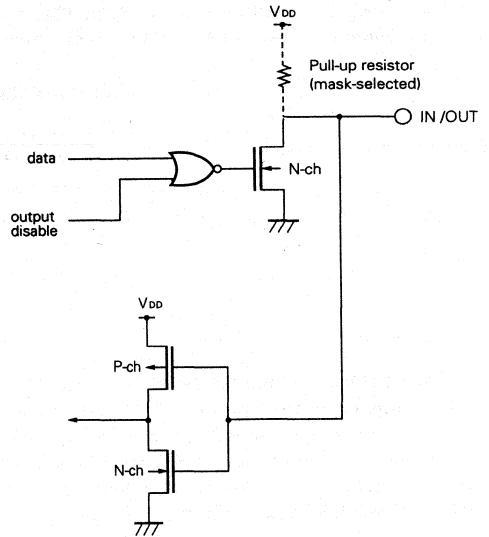 VDD
Pull-up resistor
(mask-selected)
IN /OUT
data
N-ch
output
disable
VDD
P-ch
N-ch